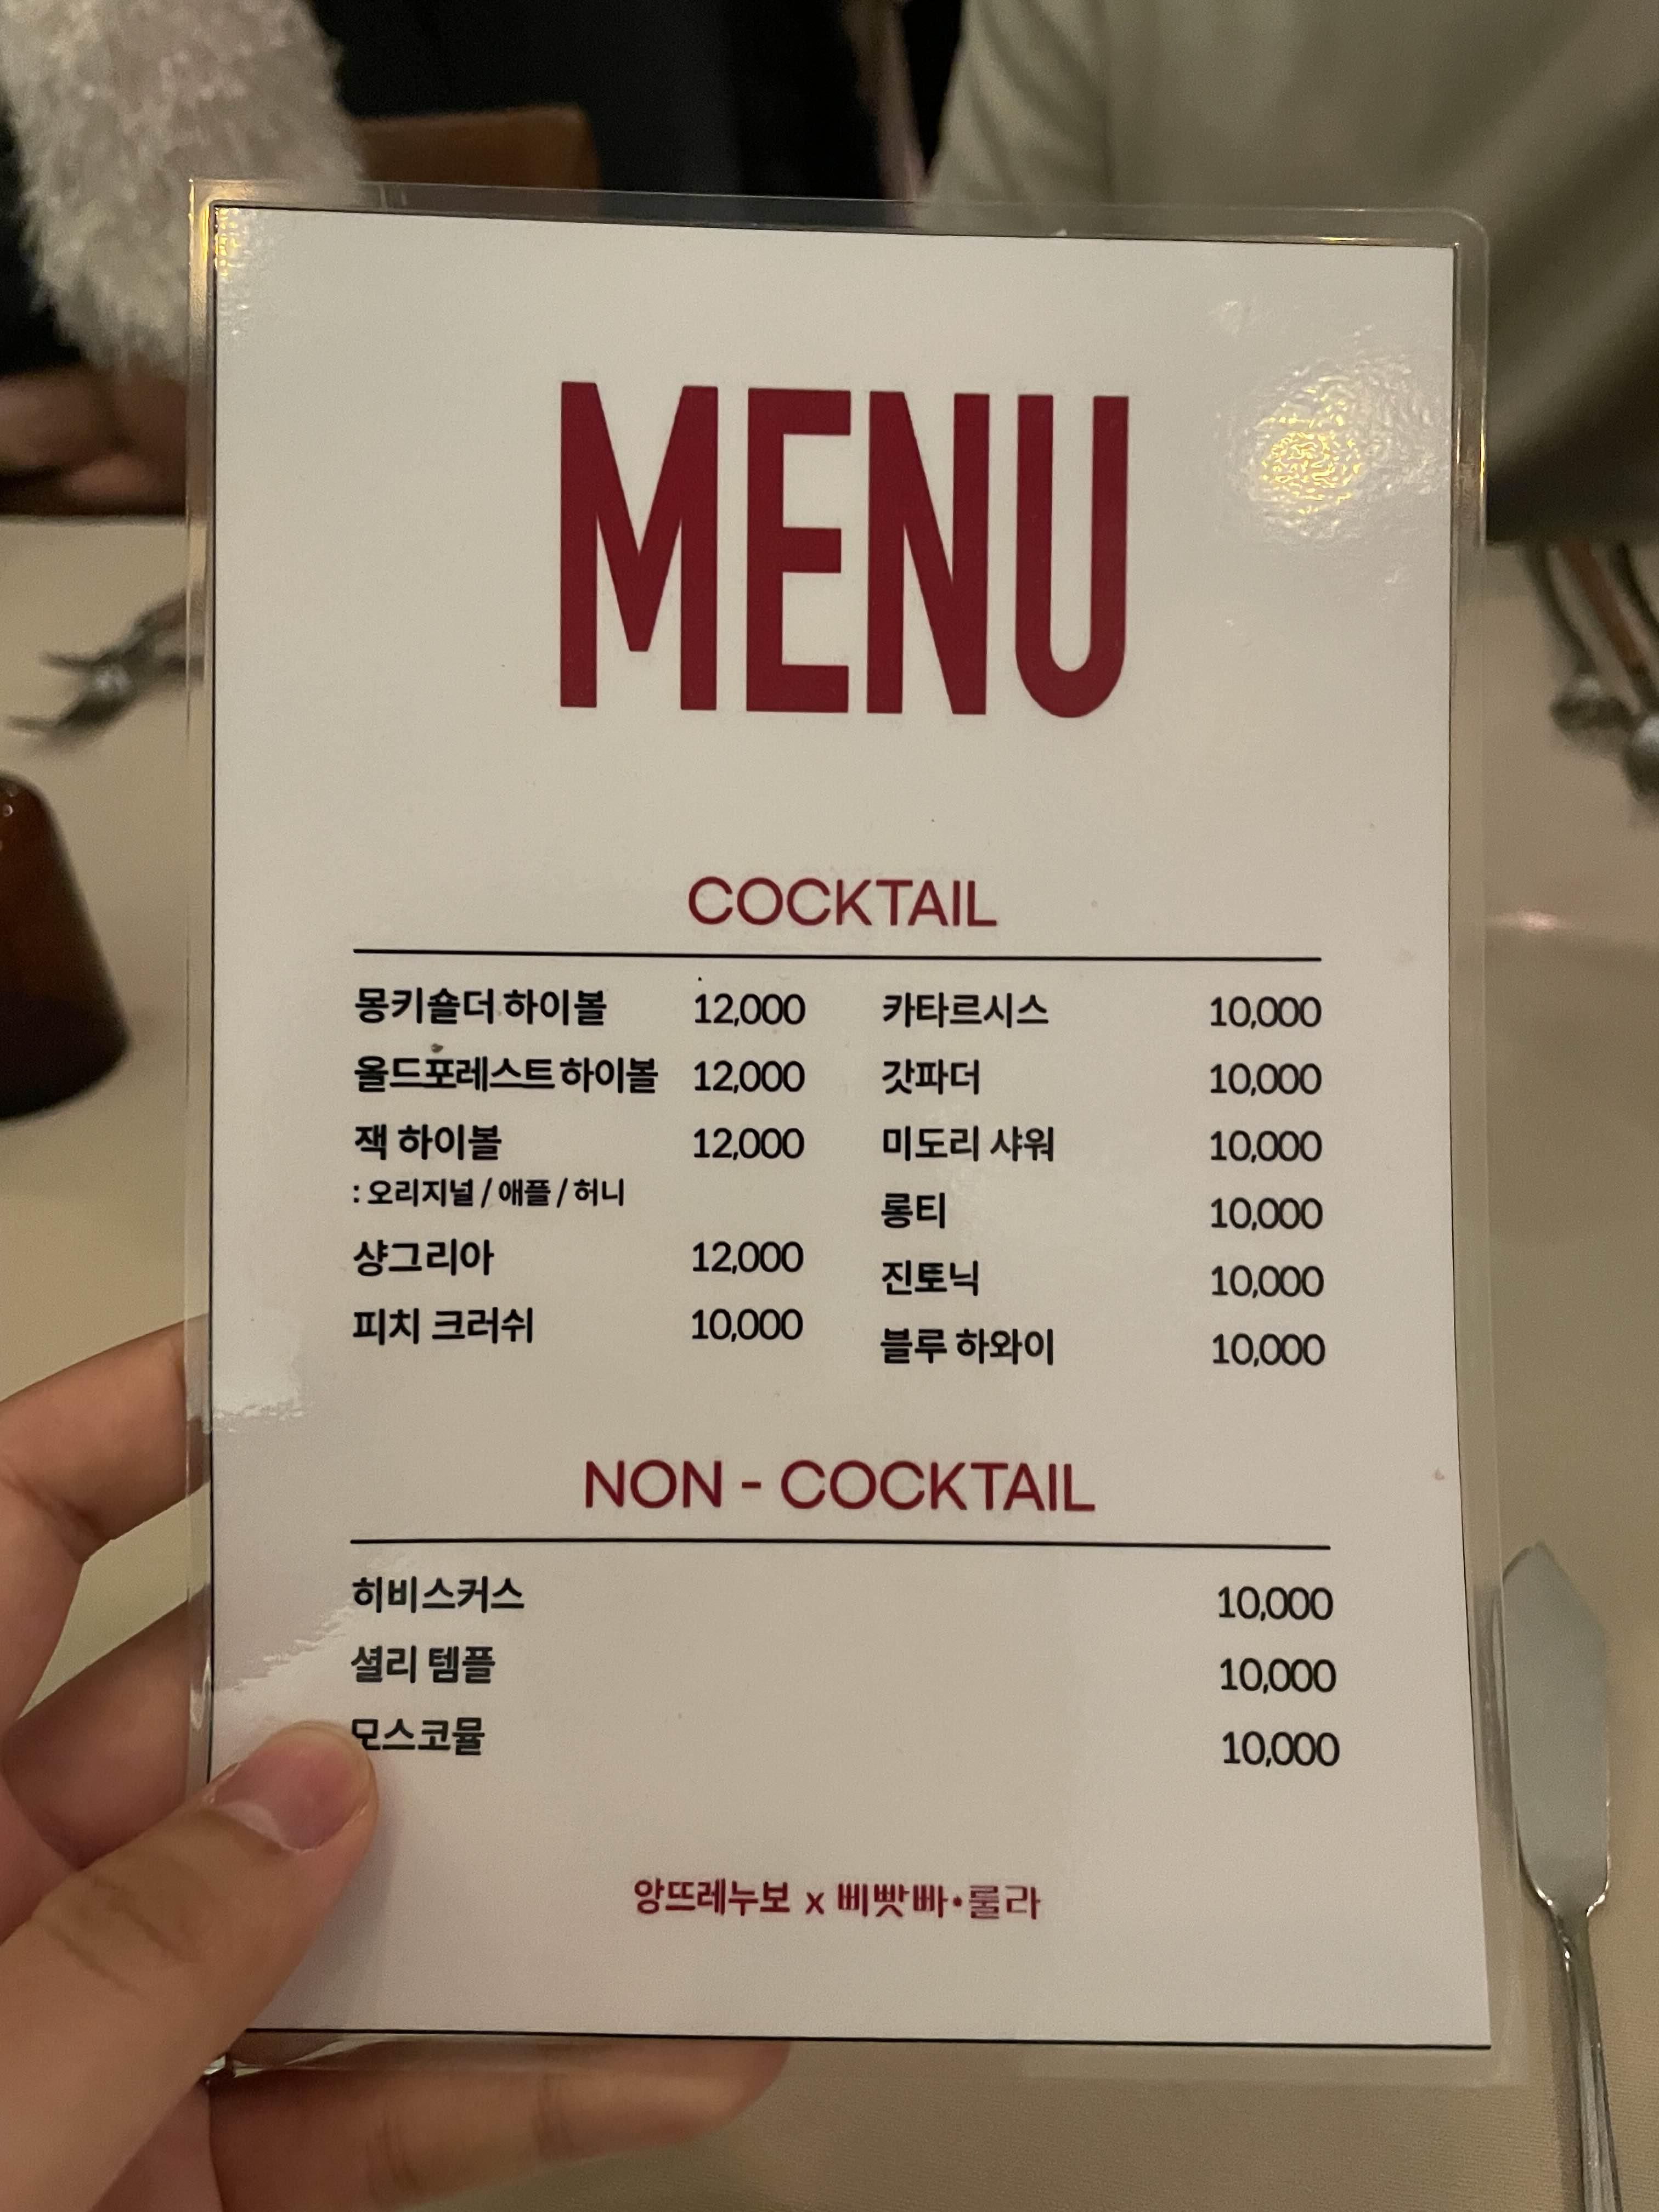 MENU
COCKTAIL
몽키숄더 하이볼 12,000
올드포레스트 하이볼 12,000
잭 하이볼 12,000
: 오리지널 / 애플 / 허니
샹그리아 12,000
피치 크러쉬 10,000
카타르시스 10,000
갓파더 10,000
미도리 샤워 10,000
롱티 10,000
진토닉 10,000
블루 하와이 10,000
NON - COCKTAIL
히비스커스 10,000
셜리 템플 10,000
모스코뮬 10,000
앙뜨레누보 x 삐빳빠•룰라